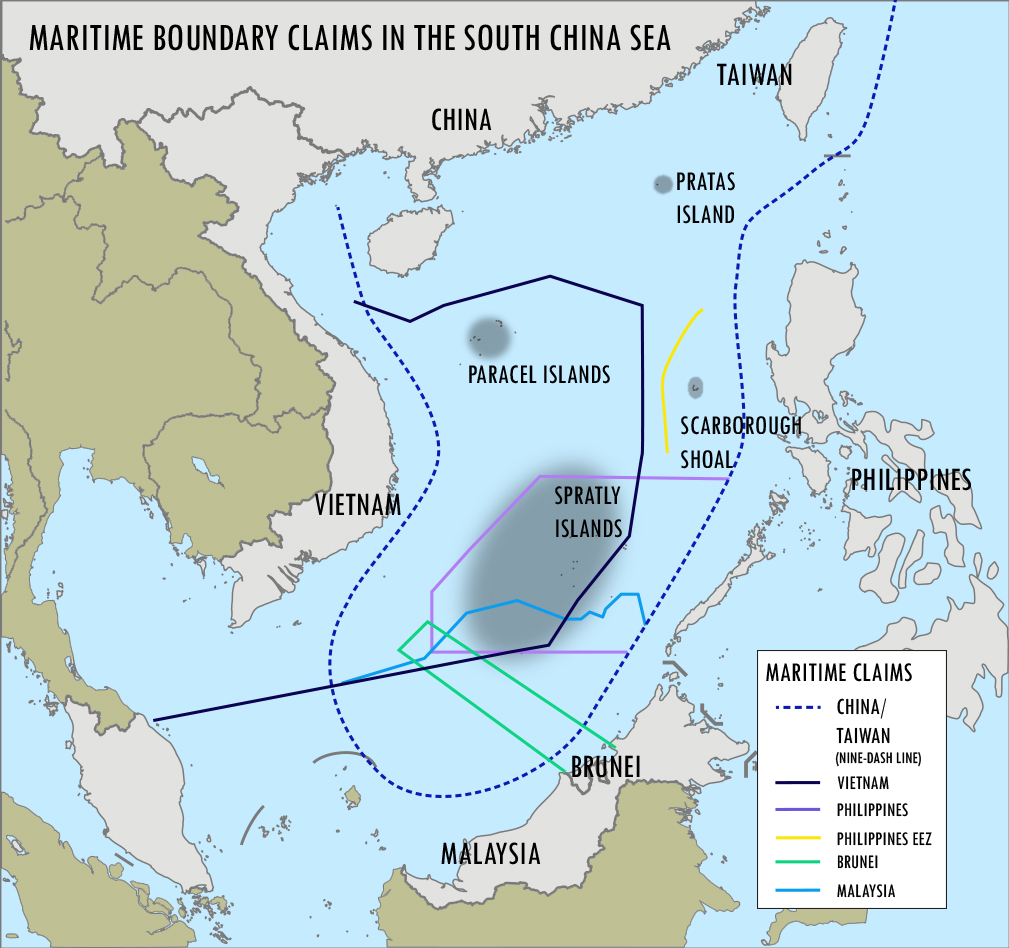 MARITIME BOUNDARY CLAIMS IN THE SOUTH CHINA SEA
TAIWAN
CHINA
PRATAS
ISLAND
PARACEL ISLANDS
SCARBOROUGH
SHOAL
PHILIPPINES
SPRATLY
ISLANDS
VIETNAM
BRUNEI
MALAYSIA
MARITIME CLAIMS
CHINA/
TAIWAN
(NINE-DASH LINE)
VIETNAM
PHILIPPINES
PHILIPPINES EEZ
BRUNEI
MALAYSIA